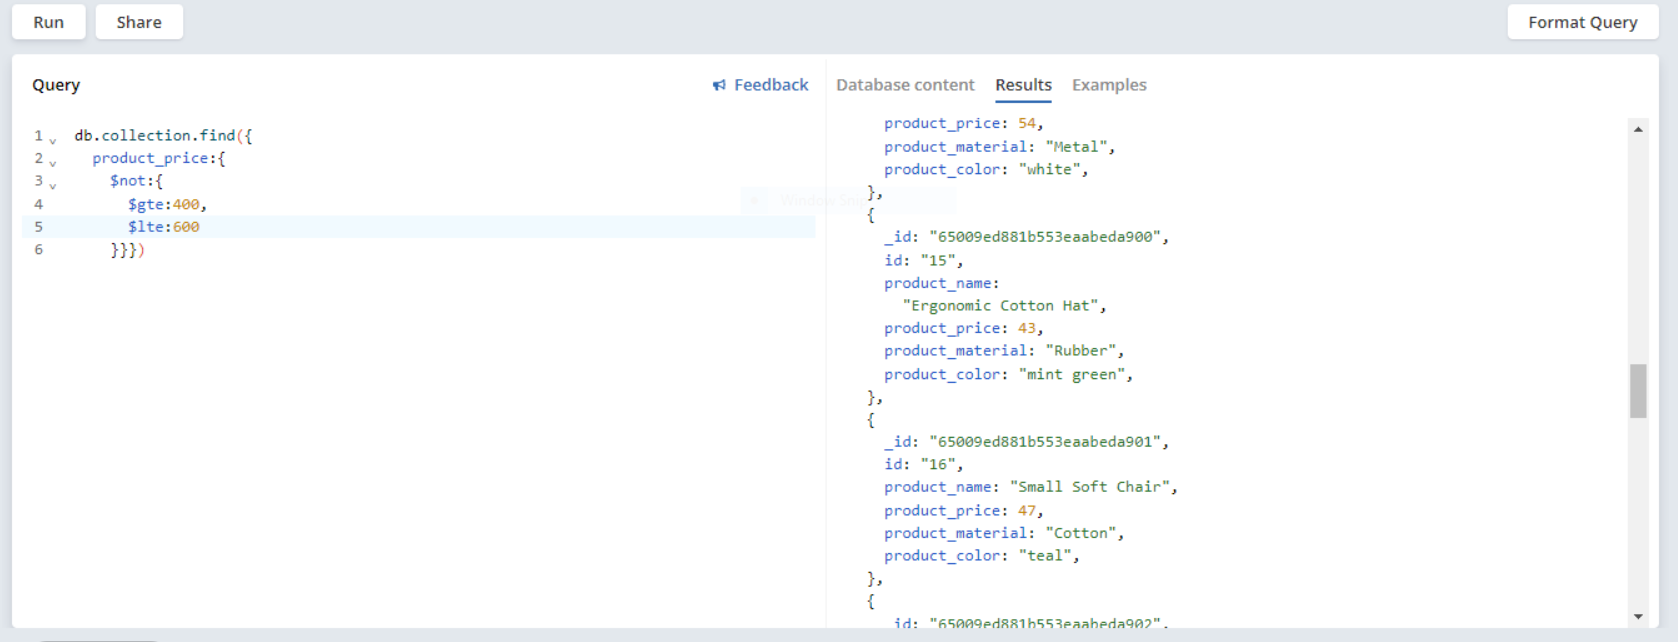 Run Share Format Query
Query Feedback Database content Results Examples
1 db.collection.find({
2 product_price:{
3 $not:{
4 $gte:400,
5 $lte:600
6 }}})
product_price: 54,
product_material: "Metal",
product_color: "white",
},
{
_id: "65009ed881b553eaabeda900",
id: "15",
product_name:
"Ergonomic Cotton Hat",
product_price: 43,
product_material: "Rubber",
product_color: "mint green",
},
{
_id: "65009ed881b553eaabeda901",
id: "16",
product_name: "Small Soft Chair",
product_price: 47,
product_material: "Cotton",
product_color: "teal",
},
{
_id: "65009ed881b553eaabeda902",
Window Snip